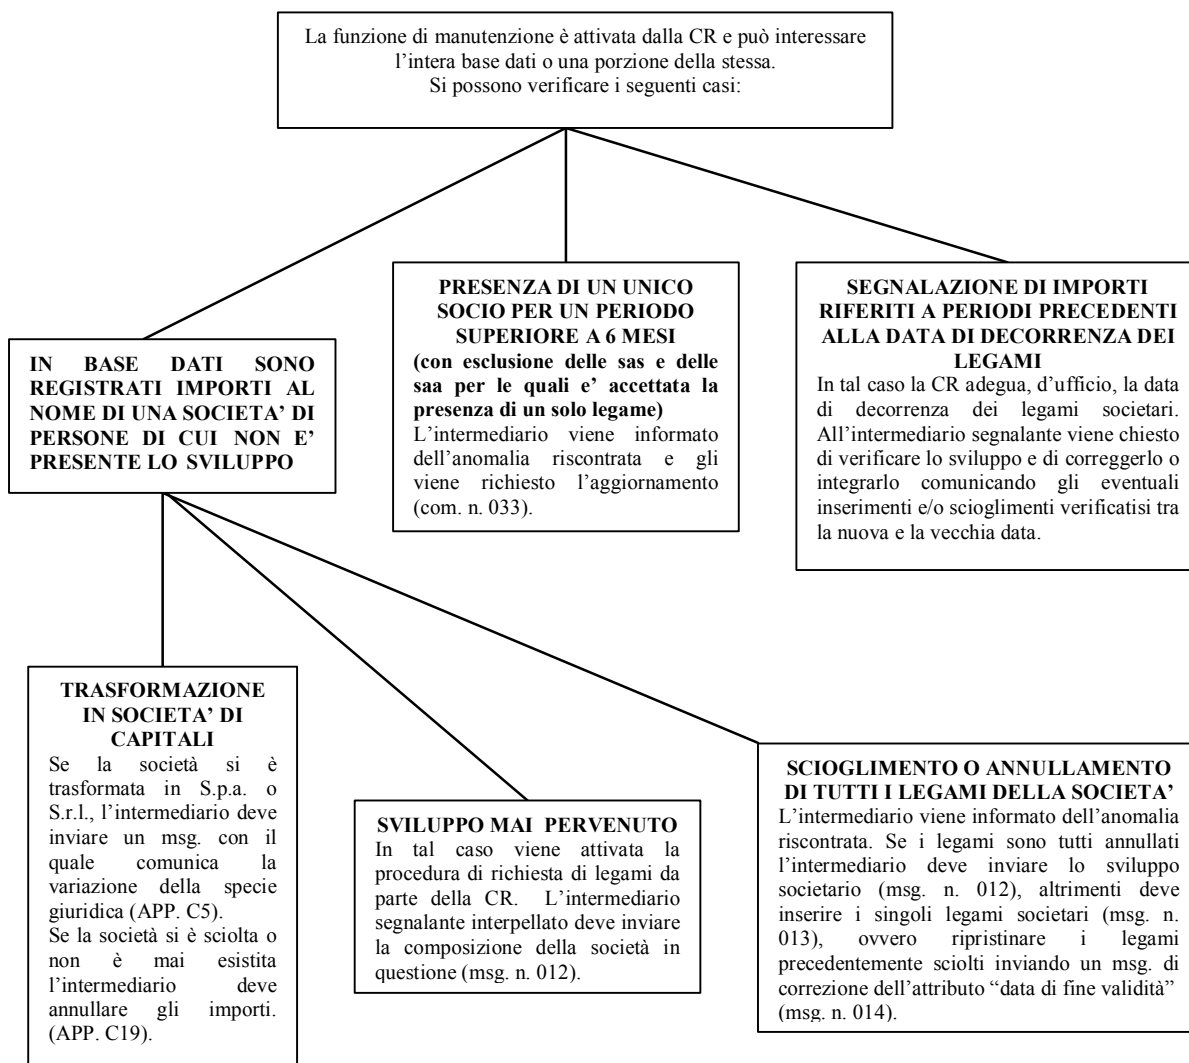 La funzione di manutenzione è attivata dalla CR e può interessare
l'intera base dati o una porzione della stessa.
Si possono verificare i seguenti casi:
IN BASE DATI SONO
REGISTRATI IMPORTI AL
NOME DI UNA SOCIETA' DI
PERSONE DI CUI NON E'
PRESENTE LO SVILUPPO
PRESENZA DI UN UNICO
SOCIO PER UN PERIODO
SUPERIORE A 6 MESI
(con esclusione delle sas e delle
saa per le quali e' accettata la
presenza di un solo legame)
L'intermediario viene informato
dell'anomalia riscontrata e gli
viene richiesto l'aggiornamento
(com. n. 033).
SEGNALAZIONE DI IMPORTI
RIFERITI A PERIODI PRECEDENTI
ALLA DATA DI DECORRENZA DEI
LEGAMI
In tal caso la CR adegua, d'ufficio, la data
di decorrenza dei legami societari.
All'intermediario segnalante viene chiesto
di verificare lo sviluppo e di correggerlo o
integrarlo comunicando gli eventuali
inserimenti e/o scioglimenti verificatisi tra
la nuova e la vecchia data.
TRASFORMAZIONE
IN SOCIETA' DI
CAPITALI
Se la società si è
trasformata in S.p.a. o
S.r.l., l'intermediario deve
inviare un msg. con il
quale comunica la
variazione della specie
giuridica (APP. C5).
Se la società si è sciolta o
non è mai esistita
l'intermediario deve
annullare gli importi.
(APP. C19).
SVILUPPO MAI PERVENUTO
In tal caso viene attivata la
procedura di richiesta di legami da
parte della CR. L'intermediario
segnalante interpellato deve inviare
la composizione della società in
questione (msg. n. 012).
SCIOGLIMENTO O ANNULLAMENTO
DI TUTTI I LEGAMI DELLA SOCIETA'
L'intermediario viene informato dell'anomalia
riscontrata. Se i legami sono tutti annullati
l'intermediario deve inviare lo sviluppo
societario (msg. n. 012), altrimenti deve
inserire i singoli legami societari (msg. n.
013), ovvero ripristinare i legami
precedentemente sciolti inviando un msg. di
correzione dell'attributo "data di fine validità"
(msg. n. 014).